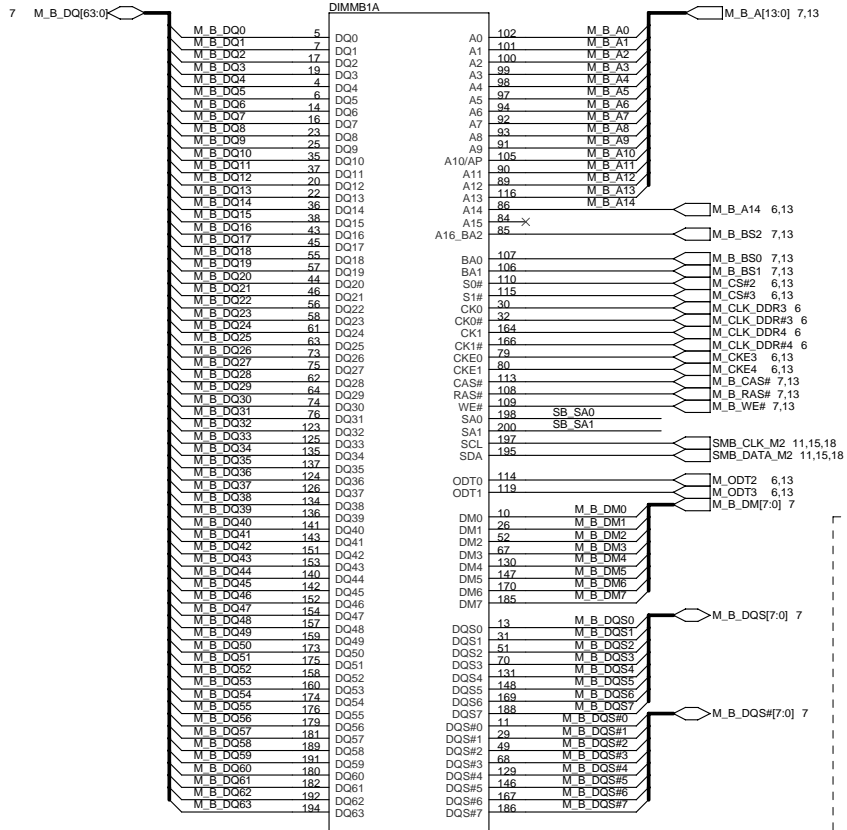 7 M_B_DQ[63:0]
DIMMB1A
M_B_A[13:0] 7,13
M_B_DQ0 5 DQ0 A0 102 M_B_A0
M_B_DQ1 7 DQ1 A1 101 M_B_A1
M_B_DQ2 17 DQ2 A2 100 M_B_A2
M_B_DQ3 19 DQ3 A3 99 M_B_A3
M_B_DQ4 4 DQ4 A4 98 M_B_A4
M_B_DQ5 6 DQ5 A5 97 M_B_A5
M_B_DQ6 14 DQ6 A6 94 M_B_A6
M_B_DQ7 16 DQ7 A7 92 M_B_A7
M_B_DQ8 23 DQ8 A8 93 M_B_A8
M_B_DQ9 25 DQ9 A9 91 M_B_A9
M_B_DQ10 35 DQ10 A10/AP 105 M_B_A10
M_B_DQ11 37 DQ11 A11 90 M_B_A11
M_B_DQ12 20 DQ12 A12 89 M_B_A12
M_B_DQ13 22 DQ13 A13 116 M_B_A13
M_B_DQ14 36 DQ14 A14 86 M_B_A14 M_B_A14 6,13
M_B_DQ15 38 DQ15 A15 84
M_B_DQ16 43 DQ16 A16_BA2 85 M_B_BS2 7,13
M_B_DQ17 45 DQ17
M_B_DQ18 55 DQ18 BA0 107 M_B_BS0 7,13
M_B_DQ19 57 DQ19 BA1 106 M_B_BS1 7,13
M_B_DQ20 44 DQ20 S0# 110 M_CS#2 6,13
M_B_DQ21 46 DQ21 S1# 115 M_CS#3 6,13
M_B_DQ22 56 DQ22 CK0 30 M_CLK_DDR3 6
M_B_DQ23 58 DQ23 CK0# 32 M_CLK_DDR#3 6
M_B_DQ24 61 DQ24 CK1 164 M_CLK_DDR4 6
M_B_DQ25 63 DQ25 CK1# 166 M_CLK_DDR#4 6
M_B_DQ26 73 DQ26 CKE0 79 M_CKE3 6,13
M_B_DQ27 75 DQ27 CKE1 80 M_CKE4 6,13
M_B_DQ28 62 DQ28 CAS# 113 M_B_CAS# 7,13
M_B_DQ29 64 DQ29 RAS# 108 M_B_RAS# 7,13
M_B_DQ30 74 DQ30 WE# 109 M_B_WE# 7,13
M_B_DQ31 76 DQ31 SA0 198 SB_SA0
M_B_DQ32 123 DQ32 SA1 200 SB_SA1
M_B_DQ33 125 DQ33 SCL 197 SMB_CLK_M2 11,15,18
M_B_DQ34 135 DQ34 SDA 195 SMB_DATA_M2 11,15,18
M_B_DQ35 137 DQ35
M_B_DQ36 124 DQ36 ODT0 114 M_ODT2 6,13
M_B_DQ37 126 DQ37 ODT1 119 M_ODT3 6,13
M_B_DQ38 134 DQ38 M_B_DM[7:0] 7
M_B_DQ39 136 DQ39 DM0 10 M_B_DM0
M_B_DQ40 141 DQ40 DM1 26 M_B_DM1
M_B_DQ41 143 DQ41 DM2 52 M_B_DM2
M_B_DQ42 151 DQ42 DM3 67 M_B_DM3
M_B_DQ43 153 DQ43 DM4 130 M_B_DM4
M_B_DQ44 140 DQ44 DM5 147 M_B_DM5
M_B_DQ45 142 DQ45 DM6 170 M_B_DM6
M_B_DQ46 152 DQ46 DM7 185 M_B_DM7
M_B_DQ47 154 DQ47 M_B_DQS[7:0] 7
M_B_DQ48 157 DQ48 DQS0 13 M_B_DQS0
M_B_DQ49 159 DQ49 DQS1 31 M_B_DQS1
M_B_DQ50 173 DQ50 DQS2 51 M_B_DQS2
M_B_DQ51 175 DQ51 DQS3 70 M_B_DQS3
M_B_DQ52 158 DQ52 DQS4 131 M_B_DQS4
M_B_DQ53 160 DQ53 DQS5 148 M_B_DQS5
M_B_DQ54 174 DQ54 DQS6 169 M_B_DQS6
M_B_DQ55 176 DQ55 DQS7 188 M_B_DQS7 M_B_DQS#[7:0] 7
M_B_DQ56 179 DQ56 DQS#0 11 M_B_DQS#0
M_B_DQ57 181 DQ57 DQS#1 29 M_B_DQS#1
M_B_DQ58 189 DQ58 DQS#2 49 M_B_DQS#2
M_B_DQ59 191 DQ59 DQS#3 68 M_B_DQS#3
M_B_DQ60 180 DQ60 DQS#4 129 M_B_DQS#4
M_B_DQ61 182 DQ61 DQS#5 146 M_B_DQS#5
M_B_DQ62 192 DQ62 DQS#6 167 M_B_DQS#6
M_B_DQ63 194 DQ63 DQS#7 186 M_B_DQS#7